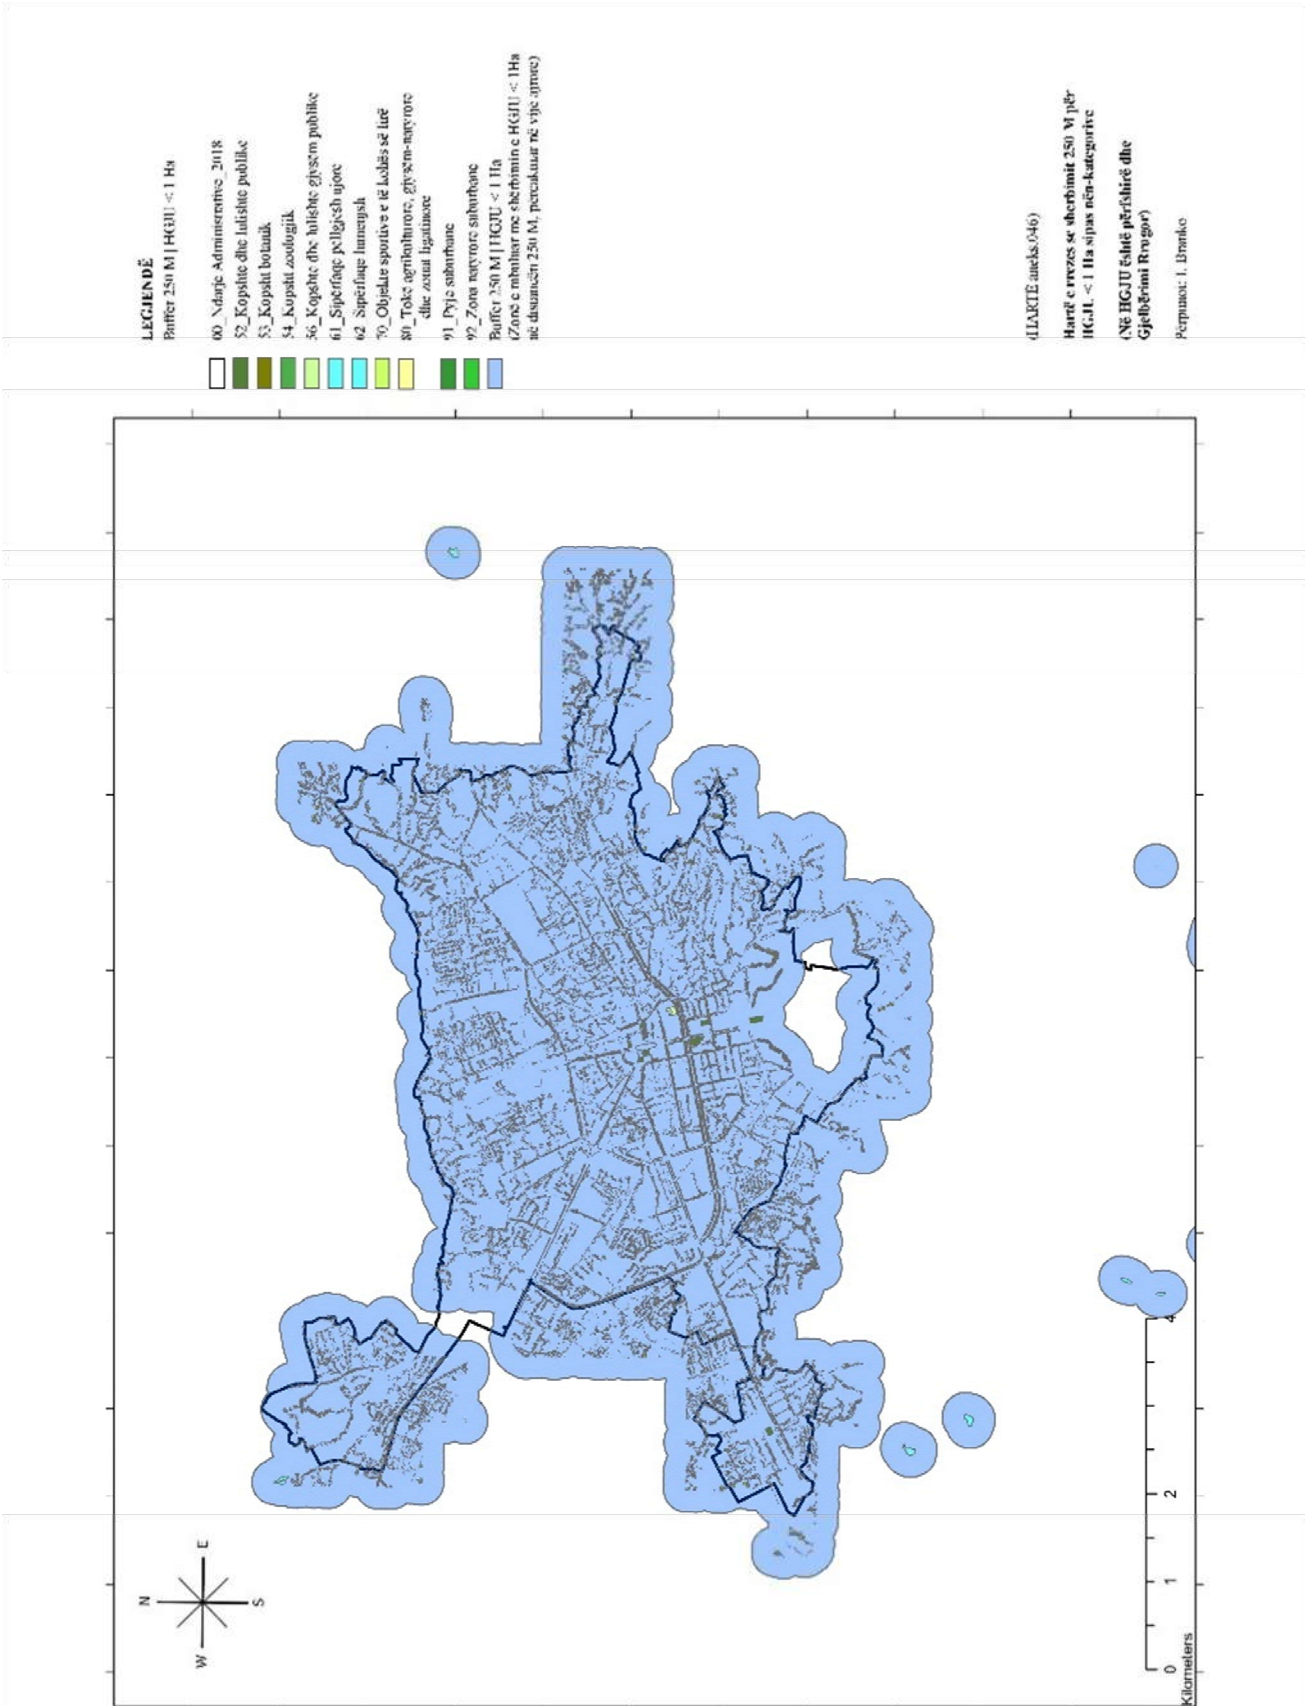 LEGJENDË
Buffer 250 M | HGJU < 1 Ha
00_Ndarje Administrative_2018
52_Kopshte dhe lulishte publike
53_Kopsht botanik
54_Kopsht zoologjik
56_Kopshte dhe lulishte gjysem publike
61_Sipërfaqe pellgjesh ujore
62_Sipërfaqe lumenjsh
70_Objekte sportive e të kohës së lirë
80_Tokë agrikulturore, gjysem-natyrore
dhe zonat ligatinore
91_Pyje suburbane
92_Zona natyrore suburbane
Buffer 250 M | HGJU < 1 Ha
(Zonë e mbuluar me shërbimin e HGJU < 1Ha
në distancën 250 M, përcaktuar në vije ajrore)
(HARTË aneks.046)
Hartë e rrezes se sherbimit 250 M për
HGJU < 1 Ha sipas nën-kategorive
(Në HGJU është përfshirë dhe
Gjelbërimi Rrugor)
Përpunoi: I. Branko
N
W E
S
0 1 2 4
Kilometers